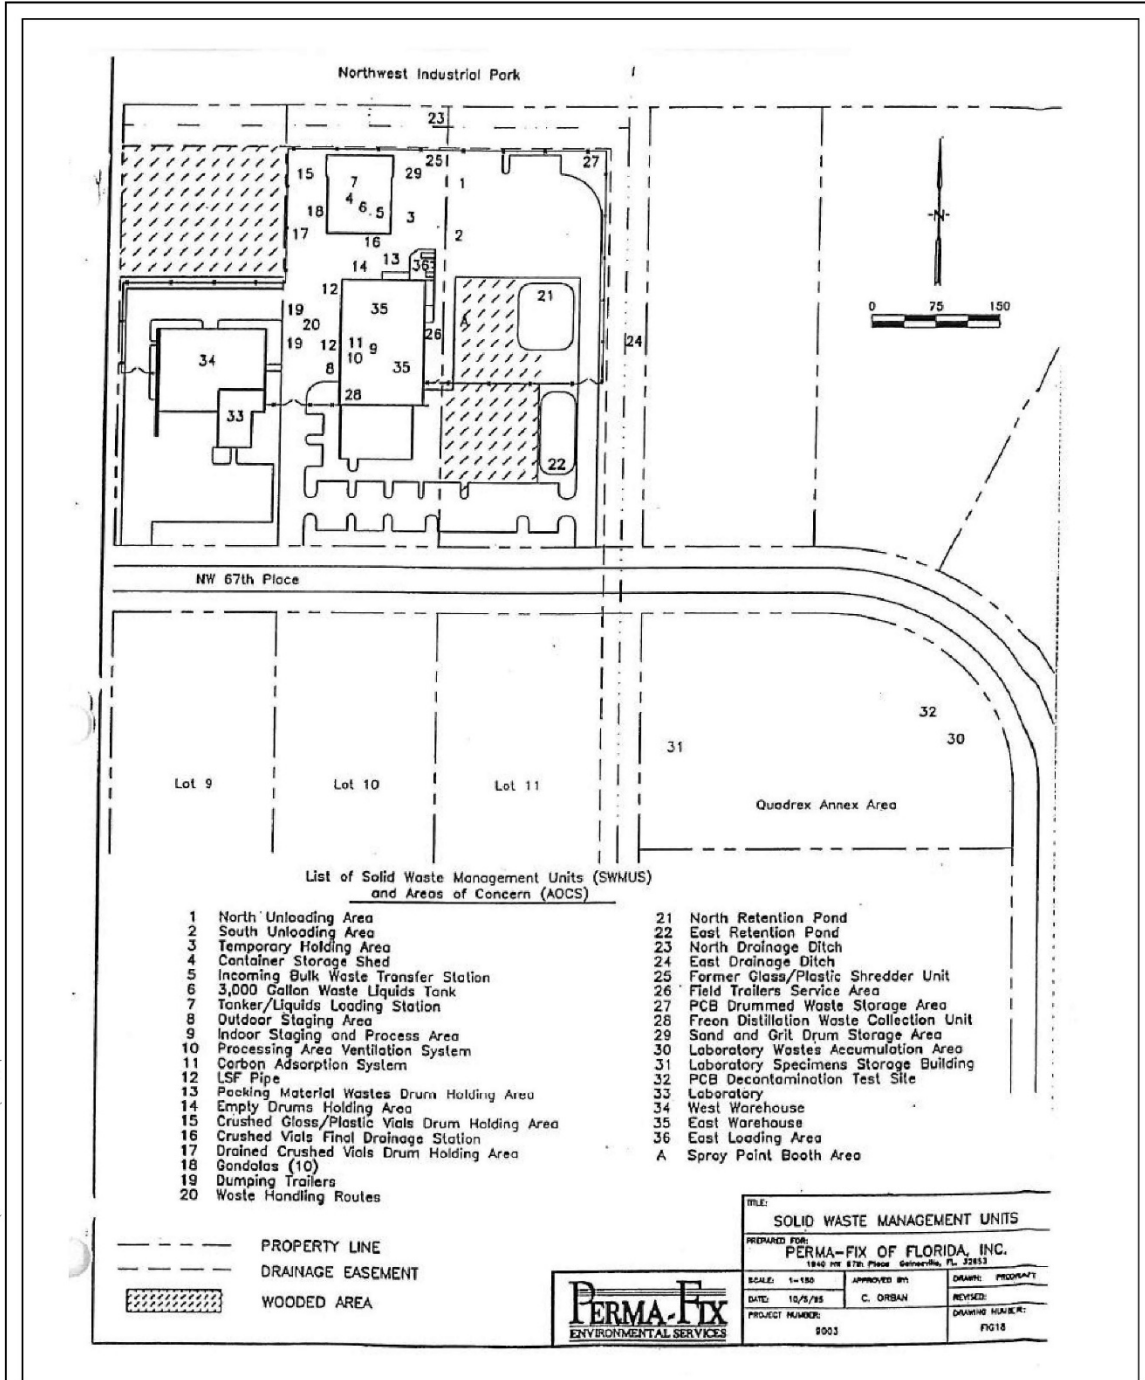 Northwest Industrial Park
23
25
27
15
7
29
1
4
6
5
18
3
17
16
2
14
13
36
12
35
21
19
20
A
19
12
11
9
26
24
34
10
8
35
33
28
22
-N-
0 75 150
NW 67th Place
32
31
30
Lot 9
Lot 10
Lot 11
Quadrex Annex Area
List of Solid Waste Management Units (SWMUS)
and Areas of Concern (AOCS)
1 North Unloading Area
2 South Unloading Area
3 Temporary Holding Area
4 Container Storage Shed
5 Incoming Bulk Waste Transfer Station
6 3,000 Gallon Waste Liquids Tank
7 Tanker/Liquids Loading Station
8 Outdoor Staging Area
9 Indoor Staging and Process Area
10 Processing Area Ventilation System
11 Carbon Adsorption System
12 LSF Pipe
13 Packing Material Wastes Drum Holding Area
14 Empty Drums Holding Area
15 Crushed Glass/Plastic Vials Drum Holding Area
16 Crushed Vials Final Drainage Station
17 Drained Crushed Vials Drum Holding Area
18 Gondolas (10)
19 Dumping Trailers
20 Waste Handling Routes
21 North Retention Pond
22 East Retention Pond
23 North Drainage Ditch
24 East Drainage Ditch
25 Former Glass/Plastic Shredder Unit
26 Field Trailers Service Area
27 PCB Drummed Waste Storage Area
28 Freon Distillation Waste Collection Unit
29 Sand and Grit Drum Storage Area
30 Laboratory Wastes Accumulation Area
31 Laboratory Specimens Storage Building
32 PCB Decontamination Test Site
33 Laboratory
34 West Warehouse
35 East Warehouse
36 East Loading Area
A Spray Paint Booth Area
PROPERTY LINE
DRAINAGE EASEMENT
WOODED AREA
PERMA-FIX
ENVIRONMENTAL SERVICES
TITLE:
SOLID WASTE MANAGEMENT UNITS
PREPARED FOR:
PERMA-FIX OF FLORIDA, INC.
1940 NW 67th Place Gainesville, FL. 32653
SCALE: 1-150
APPROVED BY:
DRAWN: PRODRAFT
DATE: 10/5/95
C. ORBAN
REVISED:
PROJECT NUMBER:
9003
DRAWING NUMBER:
FIG18